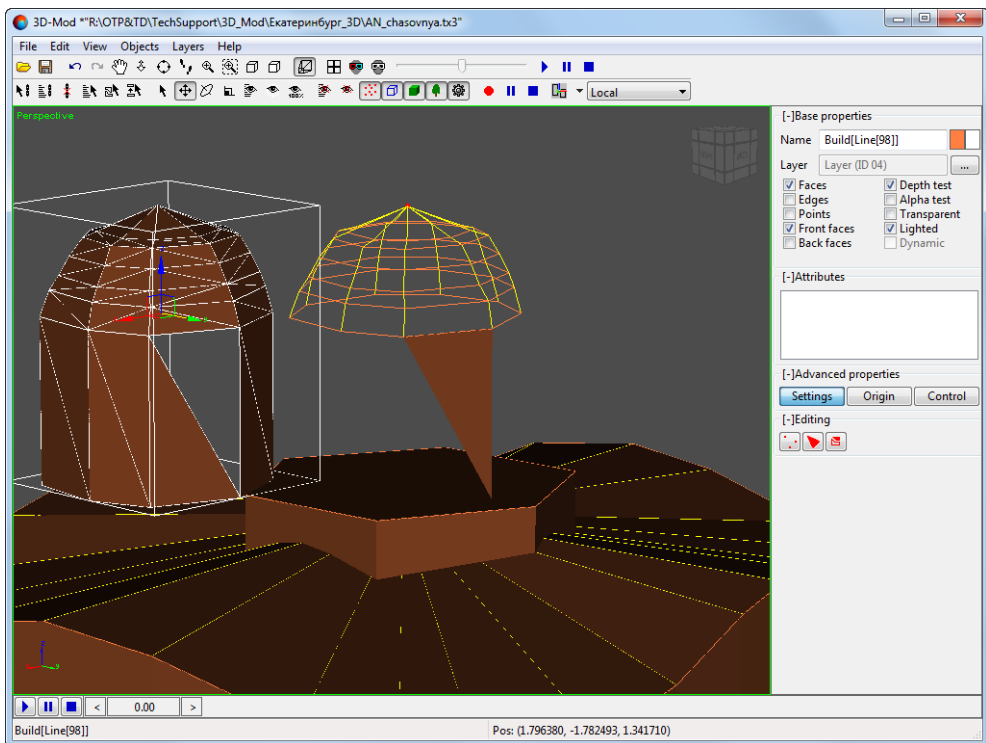 3D-Mod *"R:\OTP&TD\TechSupport\3D_Mod\Екатеринбург_3D\AN_chasovnya.tx3"
File Edit View Objects Layers Help
Local
Perspective
[-]Base properties
Name Build[Line[98]]
Layer Layer (ID 04) ...
Faces Depth test
Edges Alpha test
Points Transparent
Front faces Lighted
Back faces Dynamic
[-]Attributes
[-]Advanced properties
Settings Origin Control
[-]Editing
< 0.00 >
Build[Line[98]] Pos: (1.796380, -1.782493, 1.341710)